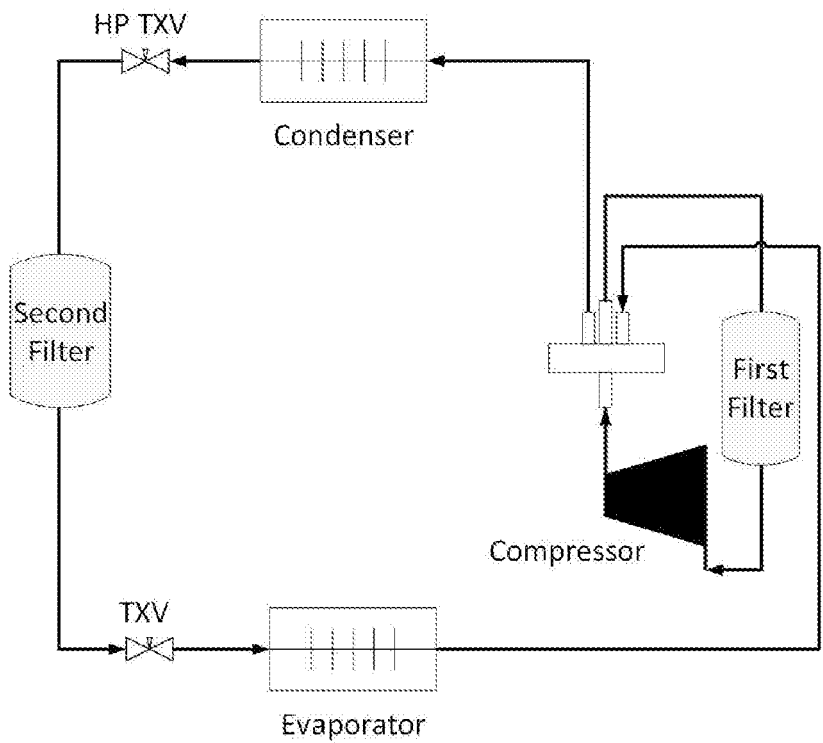 HP TXV
Condenser
Second
Filter
First
Filter
Compressor
TXV
Evaporator